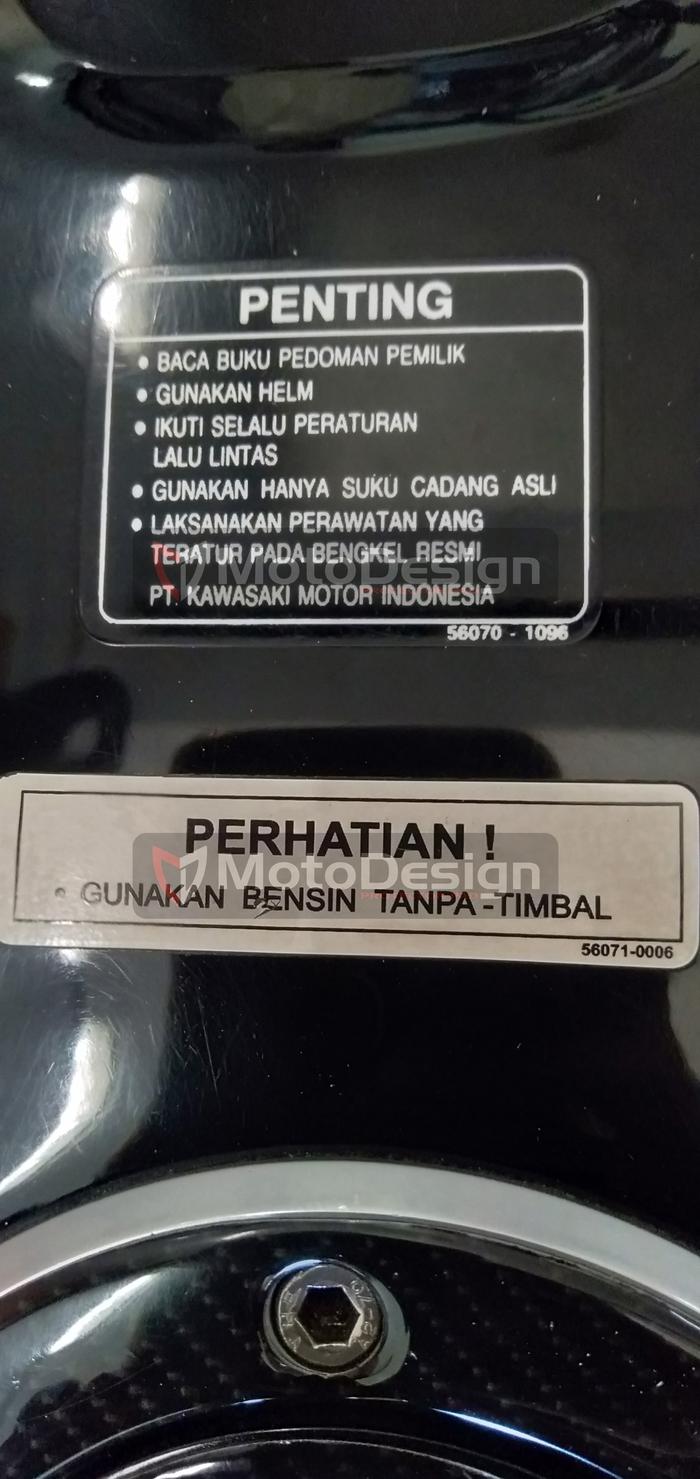 PENTING
• BACA BUKU PEDOMAN PEMILIK
• GUNAKAN HELM
• IKUTI SELALU PERATURAN
LALU LINTAS
• GUNAKAN HANYA SUKU CADANG ASLI
• LAKSANAKAN PERAWATAN YANG
TERATUR PADA BENGKEL RESMI
MotoDesign
PT. KAWASAKI MOTOR INDONESIA
56070 - 1096
PERHATIAN !
MotoDesign
• GUNAKAN BENSIN TANPA-TIMBAL
56071-0006